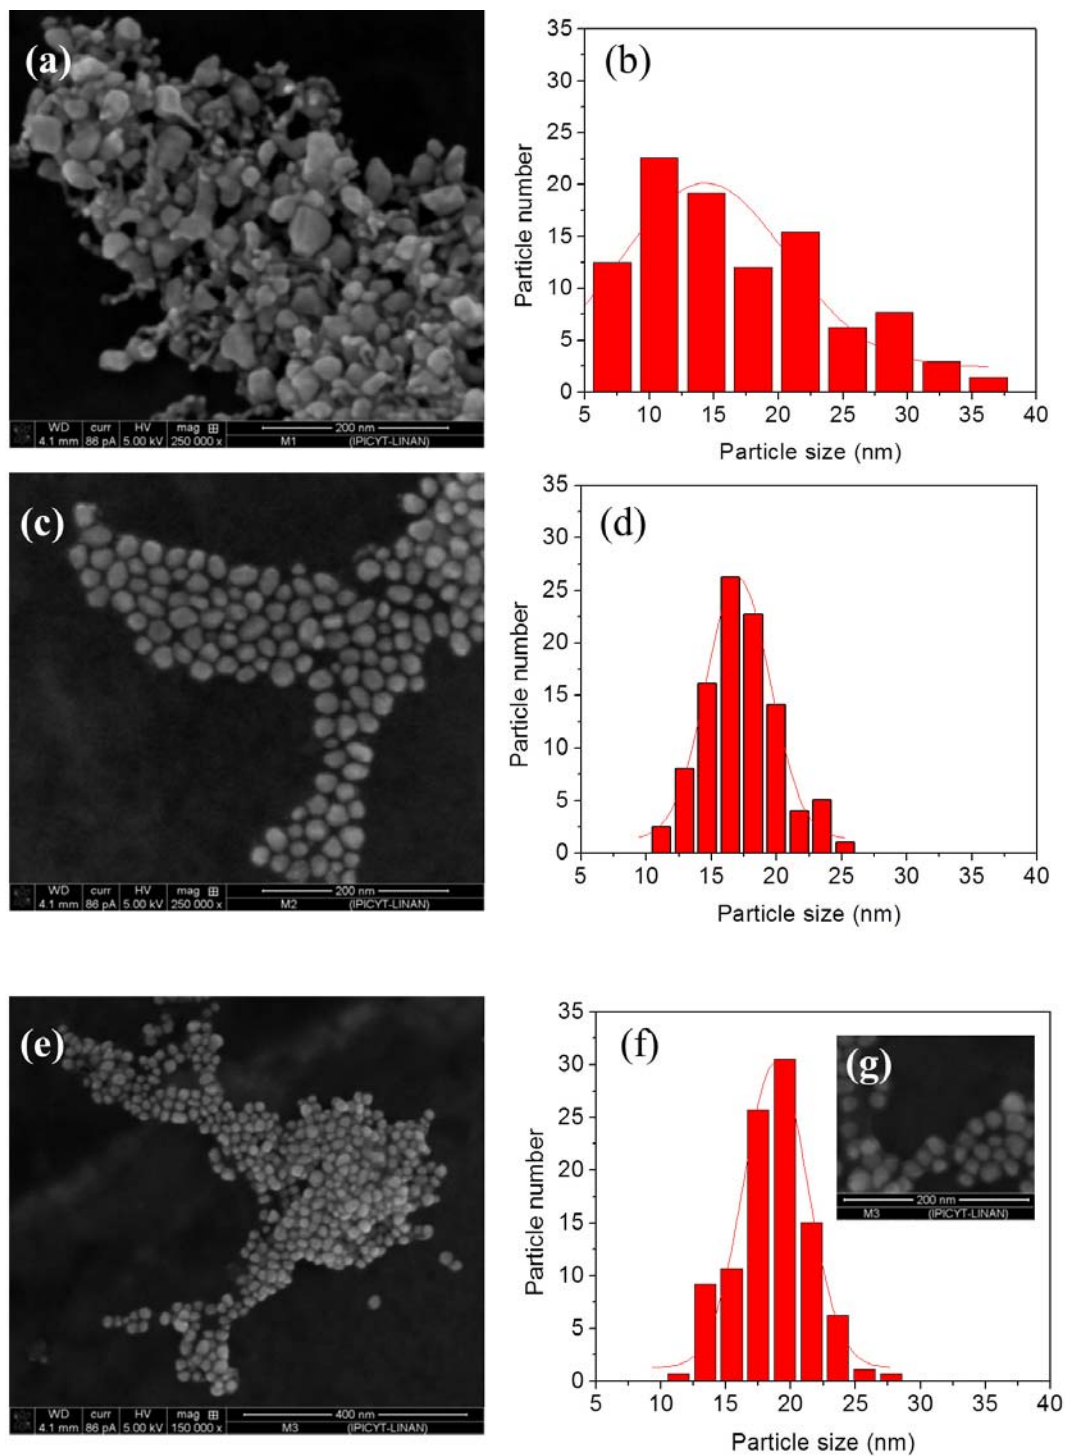 (a)
WD curr HV mag ⊞ 200 nm
4.1 mm 86 pA 5.00 kV 250 000 x M1 (IPICYT-LINAN)
(b)
35
30
25
20
15
10
5
0
Particle number
5 10 15 20 25 30 35 40
Particle size (nm)
(c)
WD curr HV mag ⊞ 200 nm
4.1 mm 86 pA 5.00 kV 250 000 x M2 (IPICYT-LINAN)
(d)
35
30
25
20
15
10
5
0
Particle number
5 10 15 20 25 30 35 40
Particle size (nm)
(e)
WD curr HV mag ⊞ 400 nm
4.1 mm 86 pA 5.00 kV 150 000 x M3 (IPICYT-LINAN)
(f)
35
30
25
20
15
10
5
0
Particle number
5 10 15 20 25 30 35 40
Particle size (nm)
(g)
200 nm
M3 (IPICYT-LINAN)